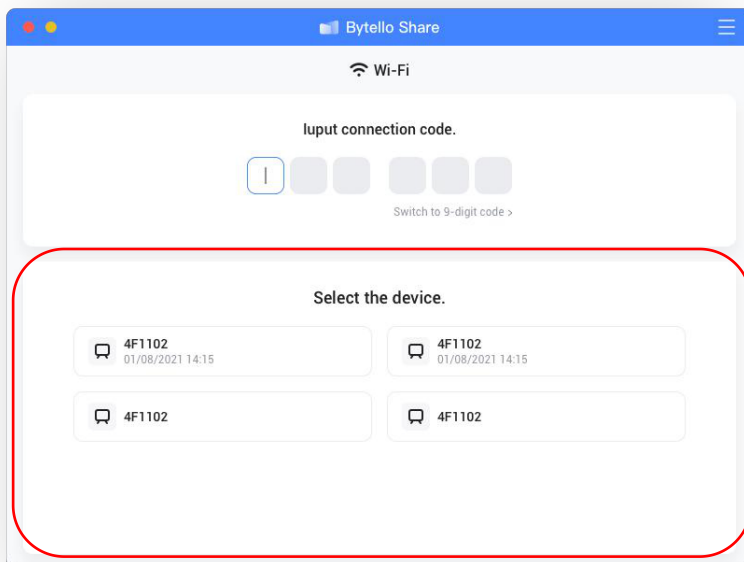 Bytello Share
Wi-Fi
Iuput connection code.
Switch to 9-digit code >
Select the device.
4F1102
01/08/2021 14:15
4F1102
01/08/2021 14:15
4F1102
4F1102